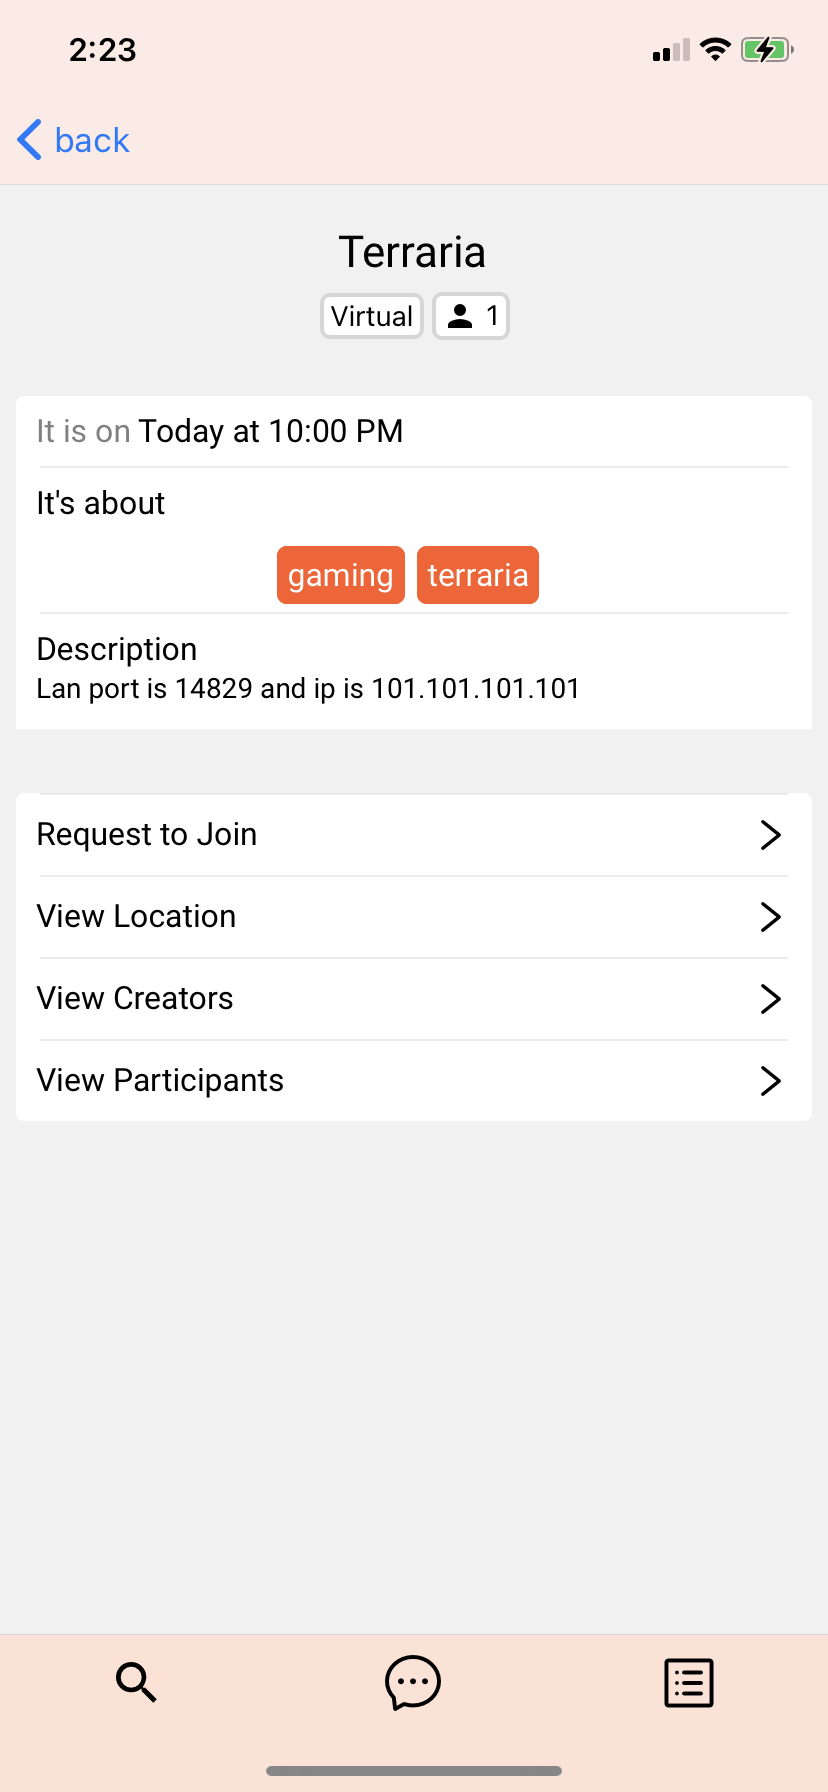 2:23
back
Terraria
Virtual 1
It is on Today at 10:00 PM
It's about
gaming terraria
Description
Lan port is 14829 and ip is 101.101.101.101
Request to Join
View Location
View Creators
View Participants